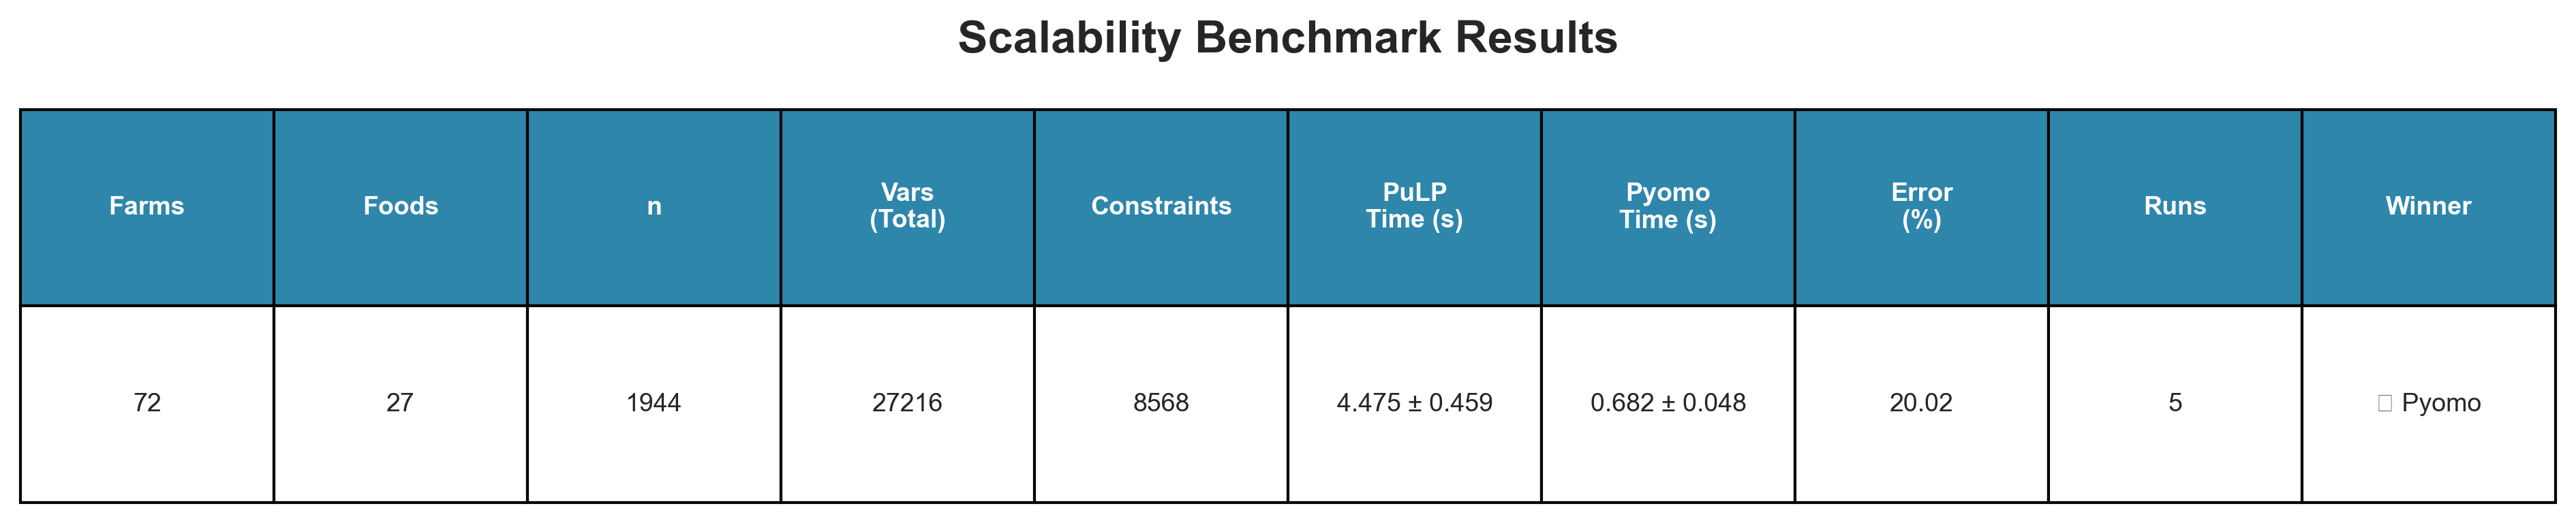 Scalability Benchmark Results
Farms
Foods
n
Vars
(Total)
Constraints
PuLP
Time (s)
Pyomo
Time (s)
Error
(%)
Runs
Winner
72
27
1944
27216
8568
4.475 ± 0.459
0.682 ± 0.048
20.02
5
Pyomo